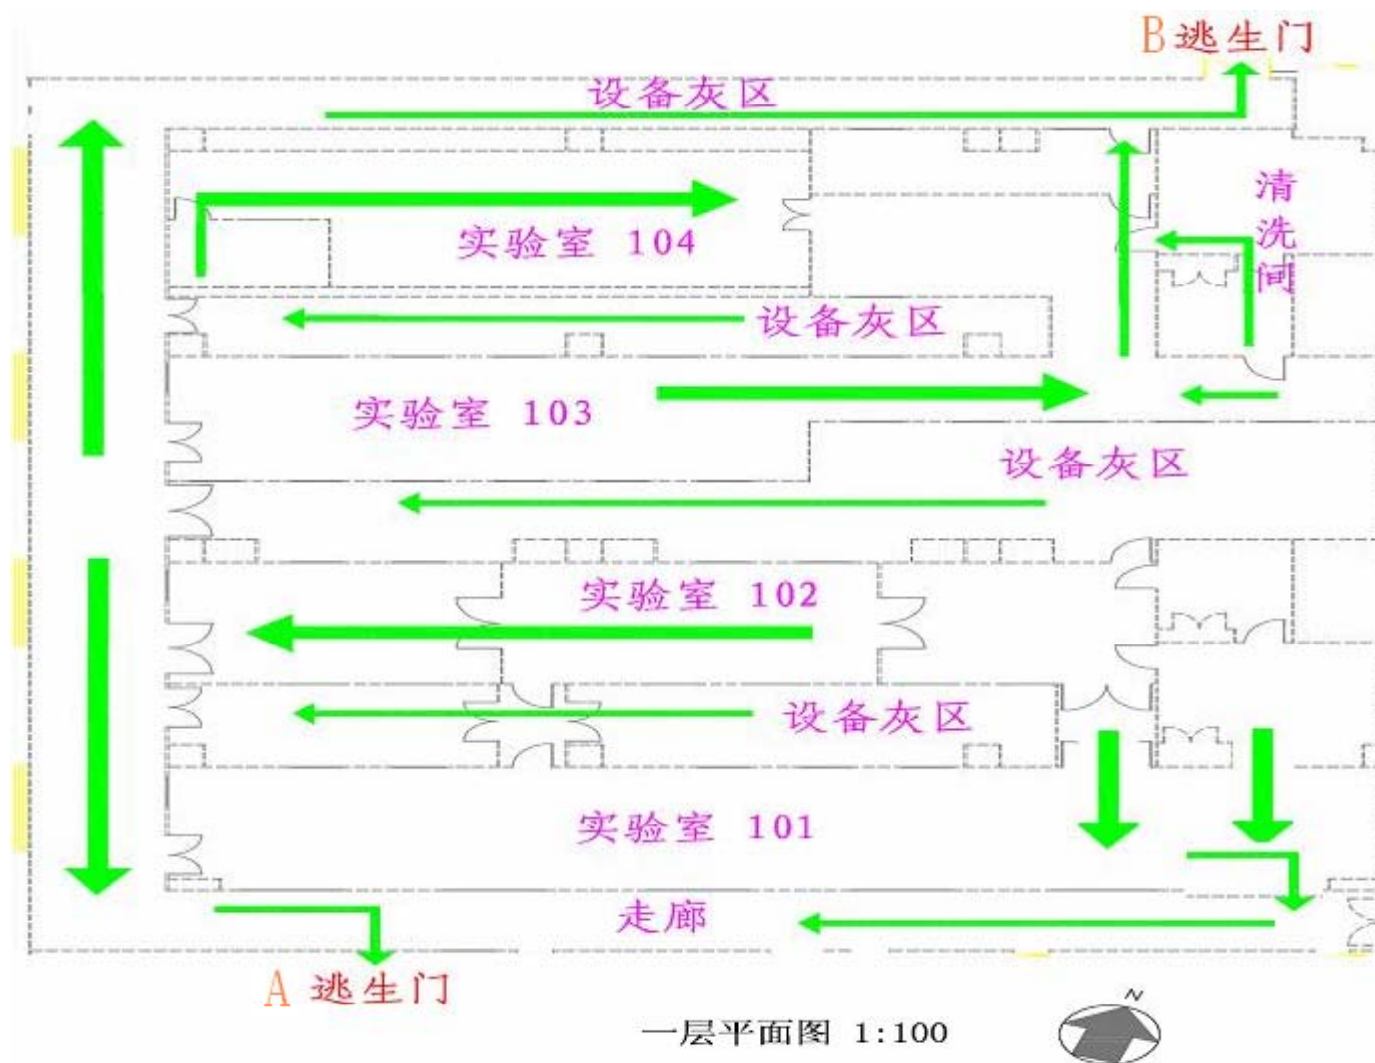 B 逃生门
设备灰区
清洗间
实验室 104
设备灰区
实验室 103
设备灰区
实验室 102
设备灰区
实验室 101
走廊
A 逃生门
一层平面图 1:100
N